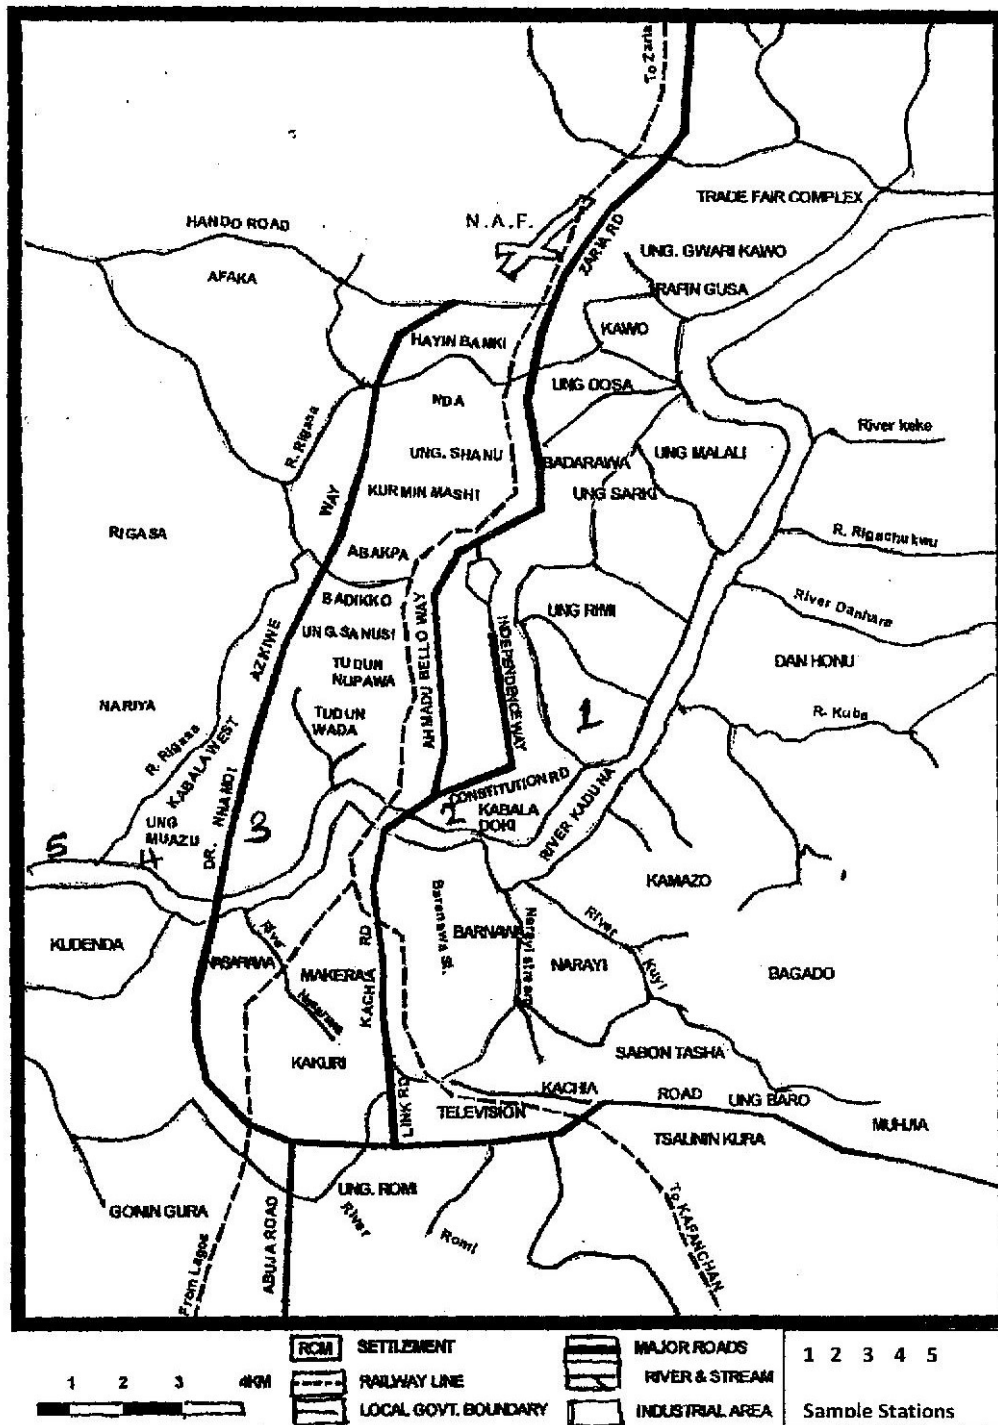 To Zaria
TRADE FAIR COMPLEX
HANDO ROAD
N.A.F.
ZARIA RD
UNG. GWARI KAWO
AFAKA
RAFIN GUSA
KAWO
HAYIN BANKI
UNG DOSA
NDA
R. Rigasa
River keke
UNG. SHANU
BADARAWA
UNG MALALI
KURMIN MASHI
UNG SARKI
WAY
RIGASA
ABAKPA
R. Rigachukwu
BADIKKO
River Danhara
AZKIWE
UNG. SANUSI
AHMADU BELLO WAY
INDEPENDENCE WAY
UNG RIMI
TUDUN
NUPAWA
DAN HONU
NARIYA
TUDUN
WADA
1
R. Kuba
R. Rigasa
KABALA WEST
NNAMDI
CONSTITUTION RD
2
KABALA
DOKI
RIVER KADUNA
UNG
MUAZU
3
5
4
DR.
KAMAZO
Baranawa St.
BARNAWA
Narayi stream
River
Kuyi
KUDENDA
NASARAWA
River
MAKERAIA
RD
KACHIA
NARAYI
BAGADO
KAKURI
SABON TASHA
KACHIA
ROAD
UNG BARO
LINK RD
TELEVISION
MUHJIA
TSAUNIN KURA
UNG. ROMI
GONIN GURA
River
Romi
ABUJA ROAD
From Lagos
To KAFANCHAN
1 2 3 4KM
RCM SETTLEMENT
RAILWAY LINE
LOCAL GOVT. BOUNDARY
MAJOR ROADS
RIVER & STREAM
INDUSTRIAL AREA
1 2 3 4 5
Sample Stations